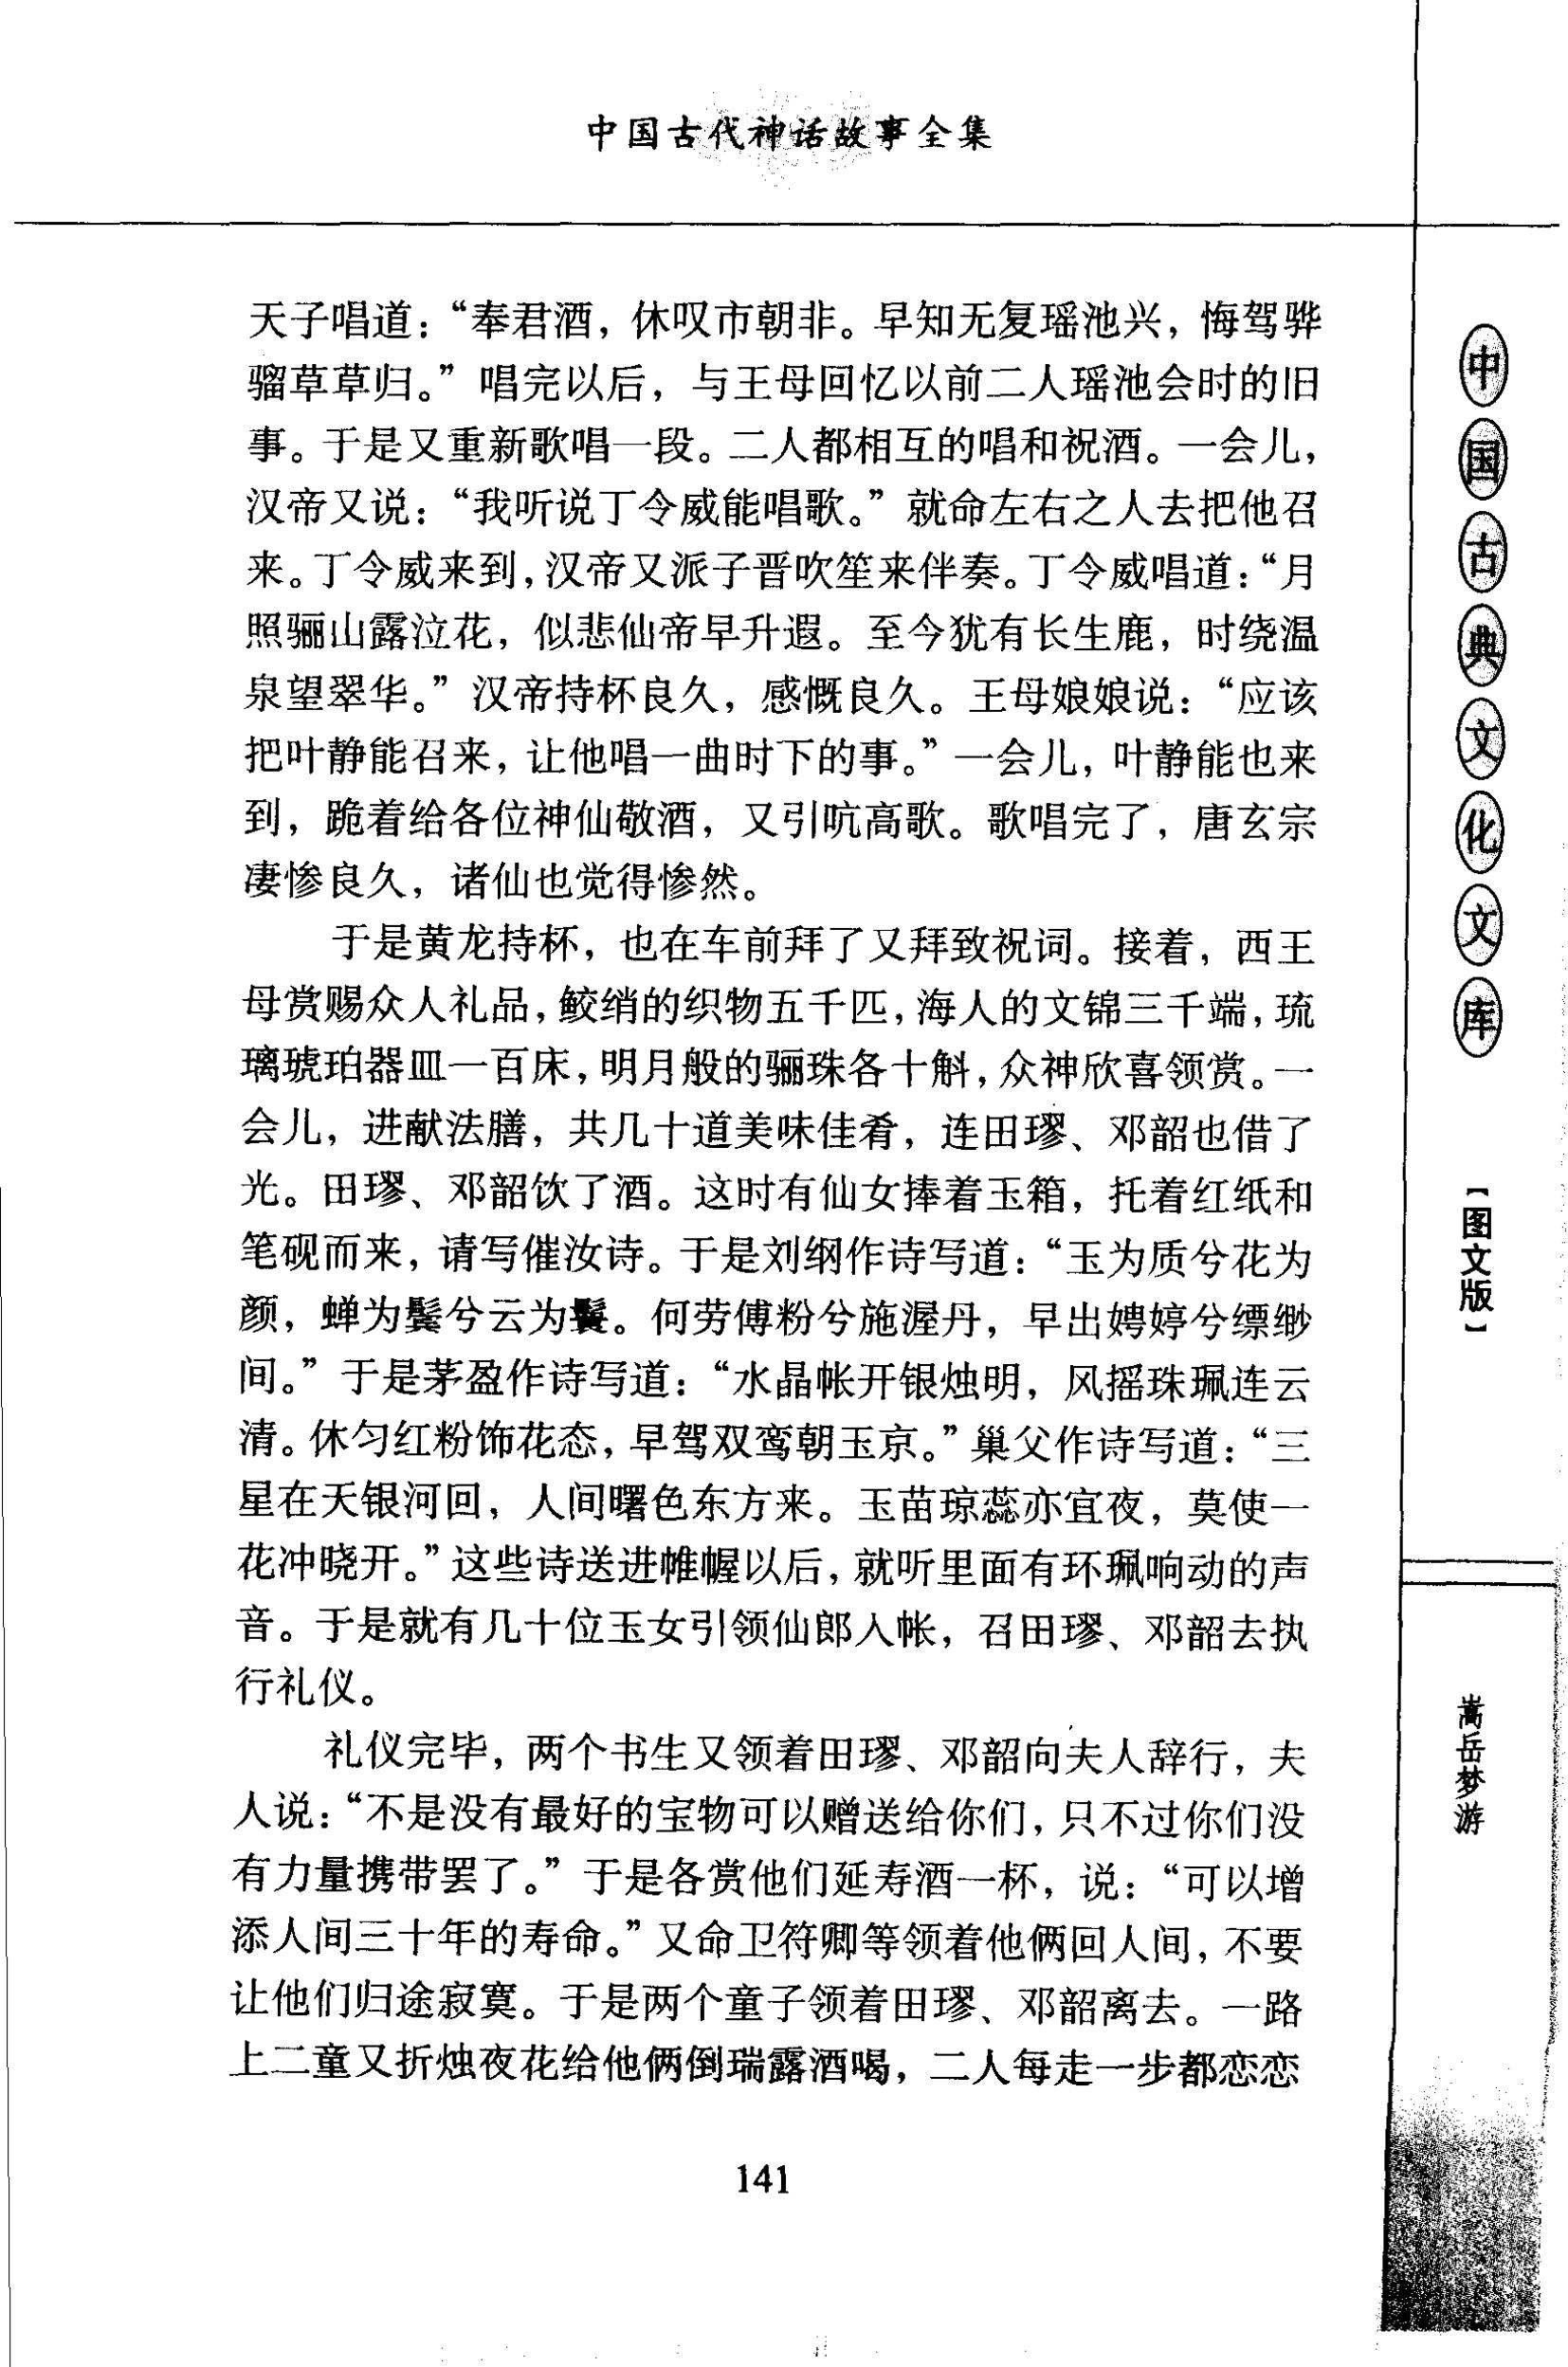 中国古代神话故事全集
天子唱道：“奉君酒，休叹市朝非。早知无复瑶池兴，悔驾骅
骝草草归。”唱完以后，与王母回忆以前二人瑶池会时的旧
事。于是又重新歌唱一段。二人都相互的唱和祝酒。一会儿，
汉帝又说：“我听说丁令威能唱歌。”就命左右之人去把他召
来。丁令威来到，汉帝又派子晋吹笙来伴奏。丁令威唱道：“月
照骊山露泣花，似悲仙帝早升遐。至今犹有长生鹿，时绕温
泉望翠华。”汉帝持杯良久，感慨良久。王母娘娘说：“应该
把叶静能召来，让他唱一曲时下的事。”一会儿，叶静能也来
到，跪着给各位神仙敬酒，又引吭高歌。歌唱完了，唐玄宗
凄惨良久，诸仙也觉得惨然。
于是黄龙持杯，也在车前拜了又拜致祝词。接着，西王
母赏赐众人礼品，鲛绡的织物五千匹，海人的文锦三千端，琉
璃琥珀器皿一百床，明月般的骊珠各十斛，众神欣喜领赏。一
会儿，进献法膳，共几十道美味佳肴，连田璆、邓韶也借了
光。田璆、邓韶饮了酒。这时有仙女捧着玉箱，托着红纸和
笔砚而来，请写催汝诗。于是刘纲作诗写道：“玉为质兮花为
颜，蝉为鬓兮云为鬟。何劳傅粉兮施渥丹，早出娉婷兮缥缈
间。”于是茅盈作诗写道：“水晶帐开银烛明，风摇珠珮连云
清。休匀红粉饰花态，早驾双鸾朝玉京。”巢父作诗写道：“三
星在天银河回，人间曙色东方来。玉苗琼蕊亦宜夜，莫使一
花冲晓开。”这些诗送进帷幄以后，就听里面有环珮响动的声
音。于是就有几十位玉女引领仙郎入帐，召田璆、邓韶去执
行礼仪。
礼仪完毕，两个书生又领着田璆、邓韶向夫人辞行，夫
人说：“不是没有最好的宝物可以赠送给你们，只不过你们没
有力量携带罢了。”于是各赏他们延寿酒一杯，说：“可以增
添人间三十年的寿命。”又命卫符卿等领着他俩回人间，不要
让他们归途寂寞。于是两个童子领着田璆、邓韶离去。一路
上二童又折烛夜花给他俩倒瑞露酒喝，二人每走一步都恋恋
141
中国古典文化文库
【图文版】
嵩岳梦游